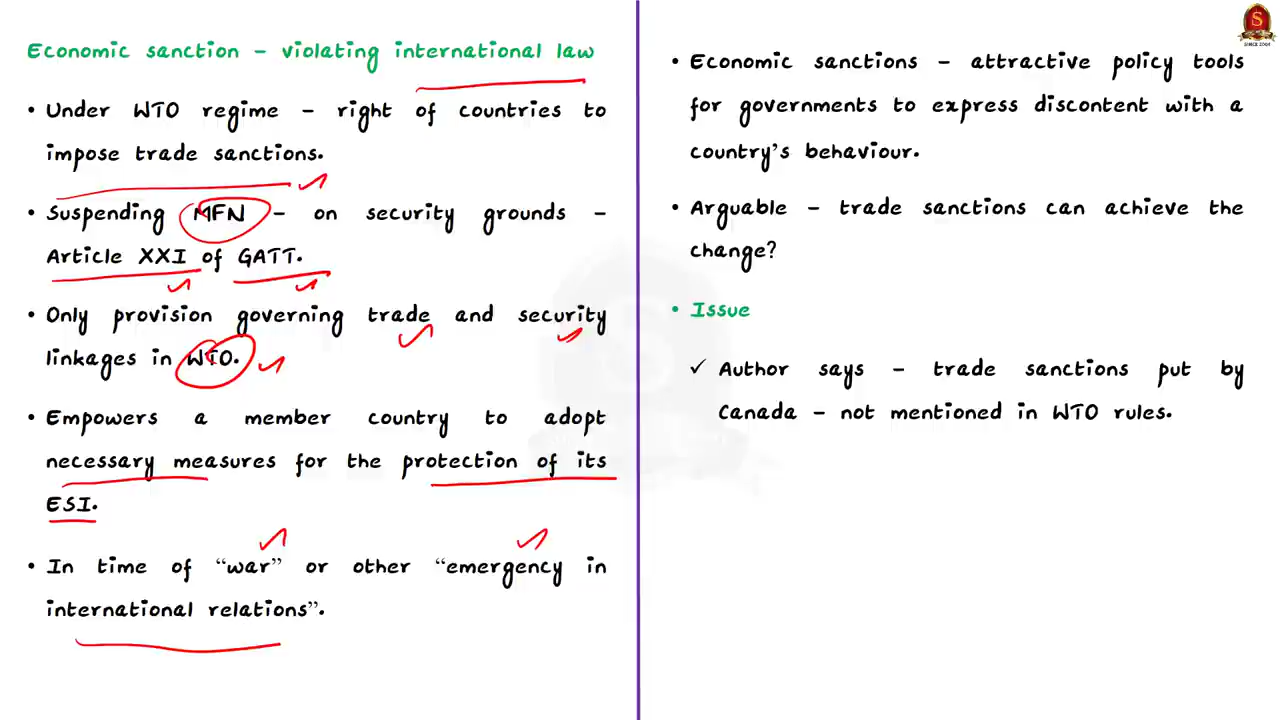 Economic sanction – violating international law
• Under WTO regime – right of countries to
impose trade sanctions.
• Suspending MFN – on security grounds –
Article XXI of GATT.
• Only provision governing trade and security
linkages in WTO.
• Empowers a member country to adopt
necessary measures for the protection of its
ESI.
• In time of “war” or other “emergency in
international relations”.
• Economic sanctions – attractive policy tools
for governments to express discontent with a
country’s behaviour.
• Arguable – trade sanctions can achieve the
change?
• Issue
✓ Author says – trade sanctions put by
Canada – not mentioned in WTO rules.
S
SINCE 2004